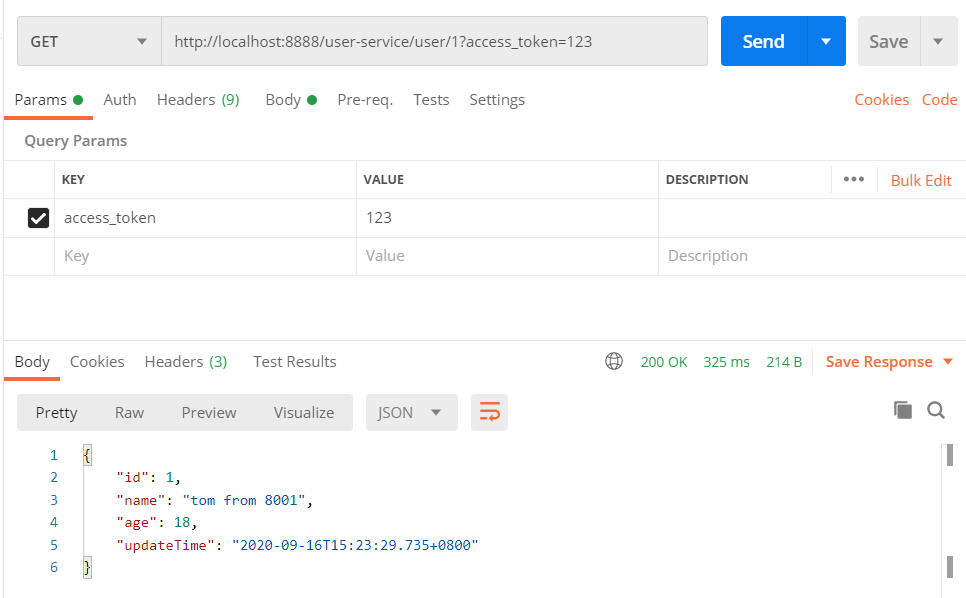 GET http://localhost:8888/user-service/user/1?access_token=123 Send Save
Params Auth Headers (9) Body Pre-req. Tests Settings Cookies Code
Query Params
KEY VALUE DESCRIPTION ••• Bulk Edit
access_token 123
Key Value Description
Body Cookies Headers (3) Test Results 200 OK 325 ms 214 B Save Response
Pretty Raw Preview Visualize JSON
1 {
2 "id": 1,
3 "name": "tom from 8001",
4 "age": 18,
5 "updateTime": "2020-09-16T15:23:29.735+0800"
6 }